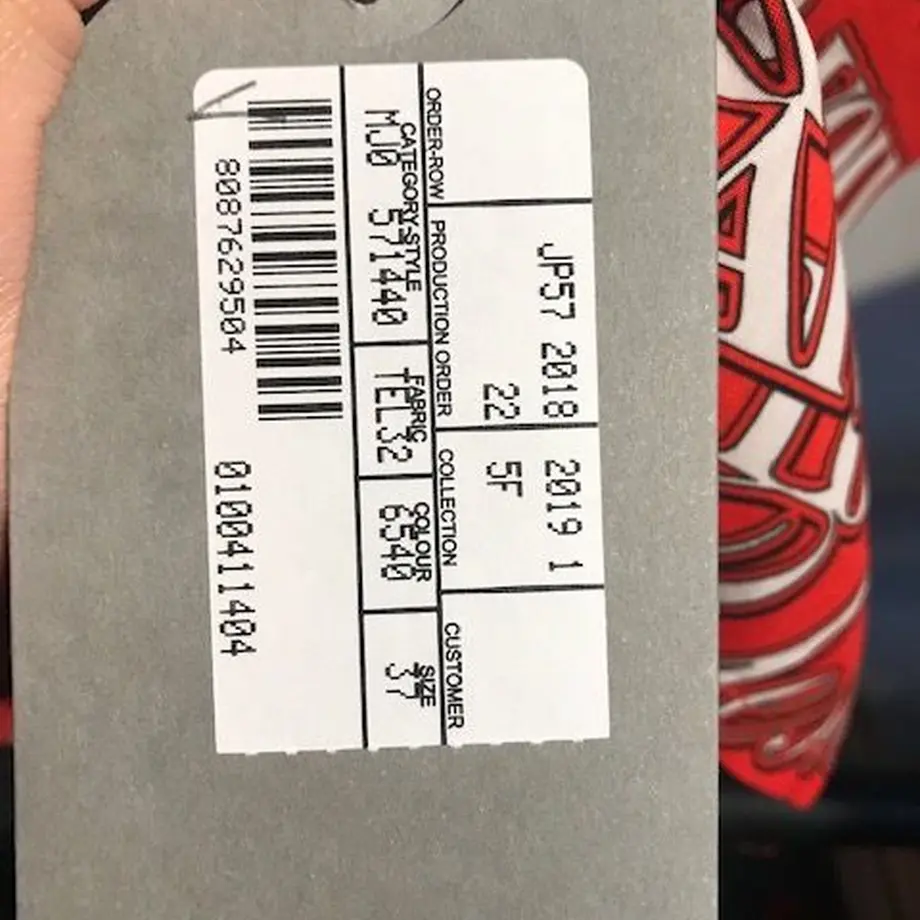 ORDER-ROW PRODUCTION ORDER COLLECTION CUSTOMER
JP57 2018 2019 1
22 5F
CATEGORY-STYLE FABRIC COLOUR SIZE
MJ0 571440 TEL32 6540 37
8087629504 0100411404